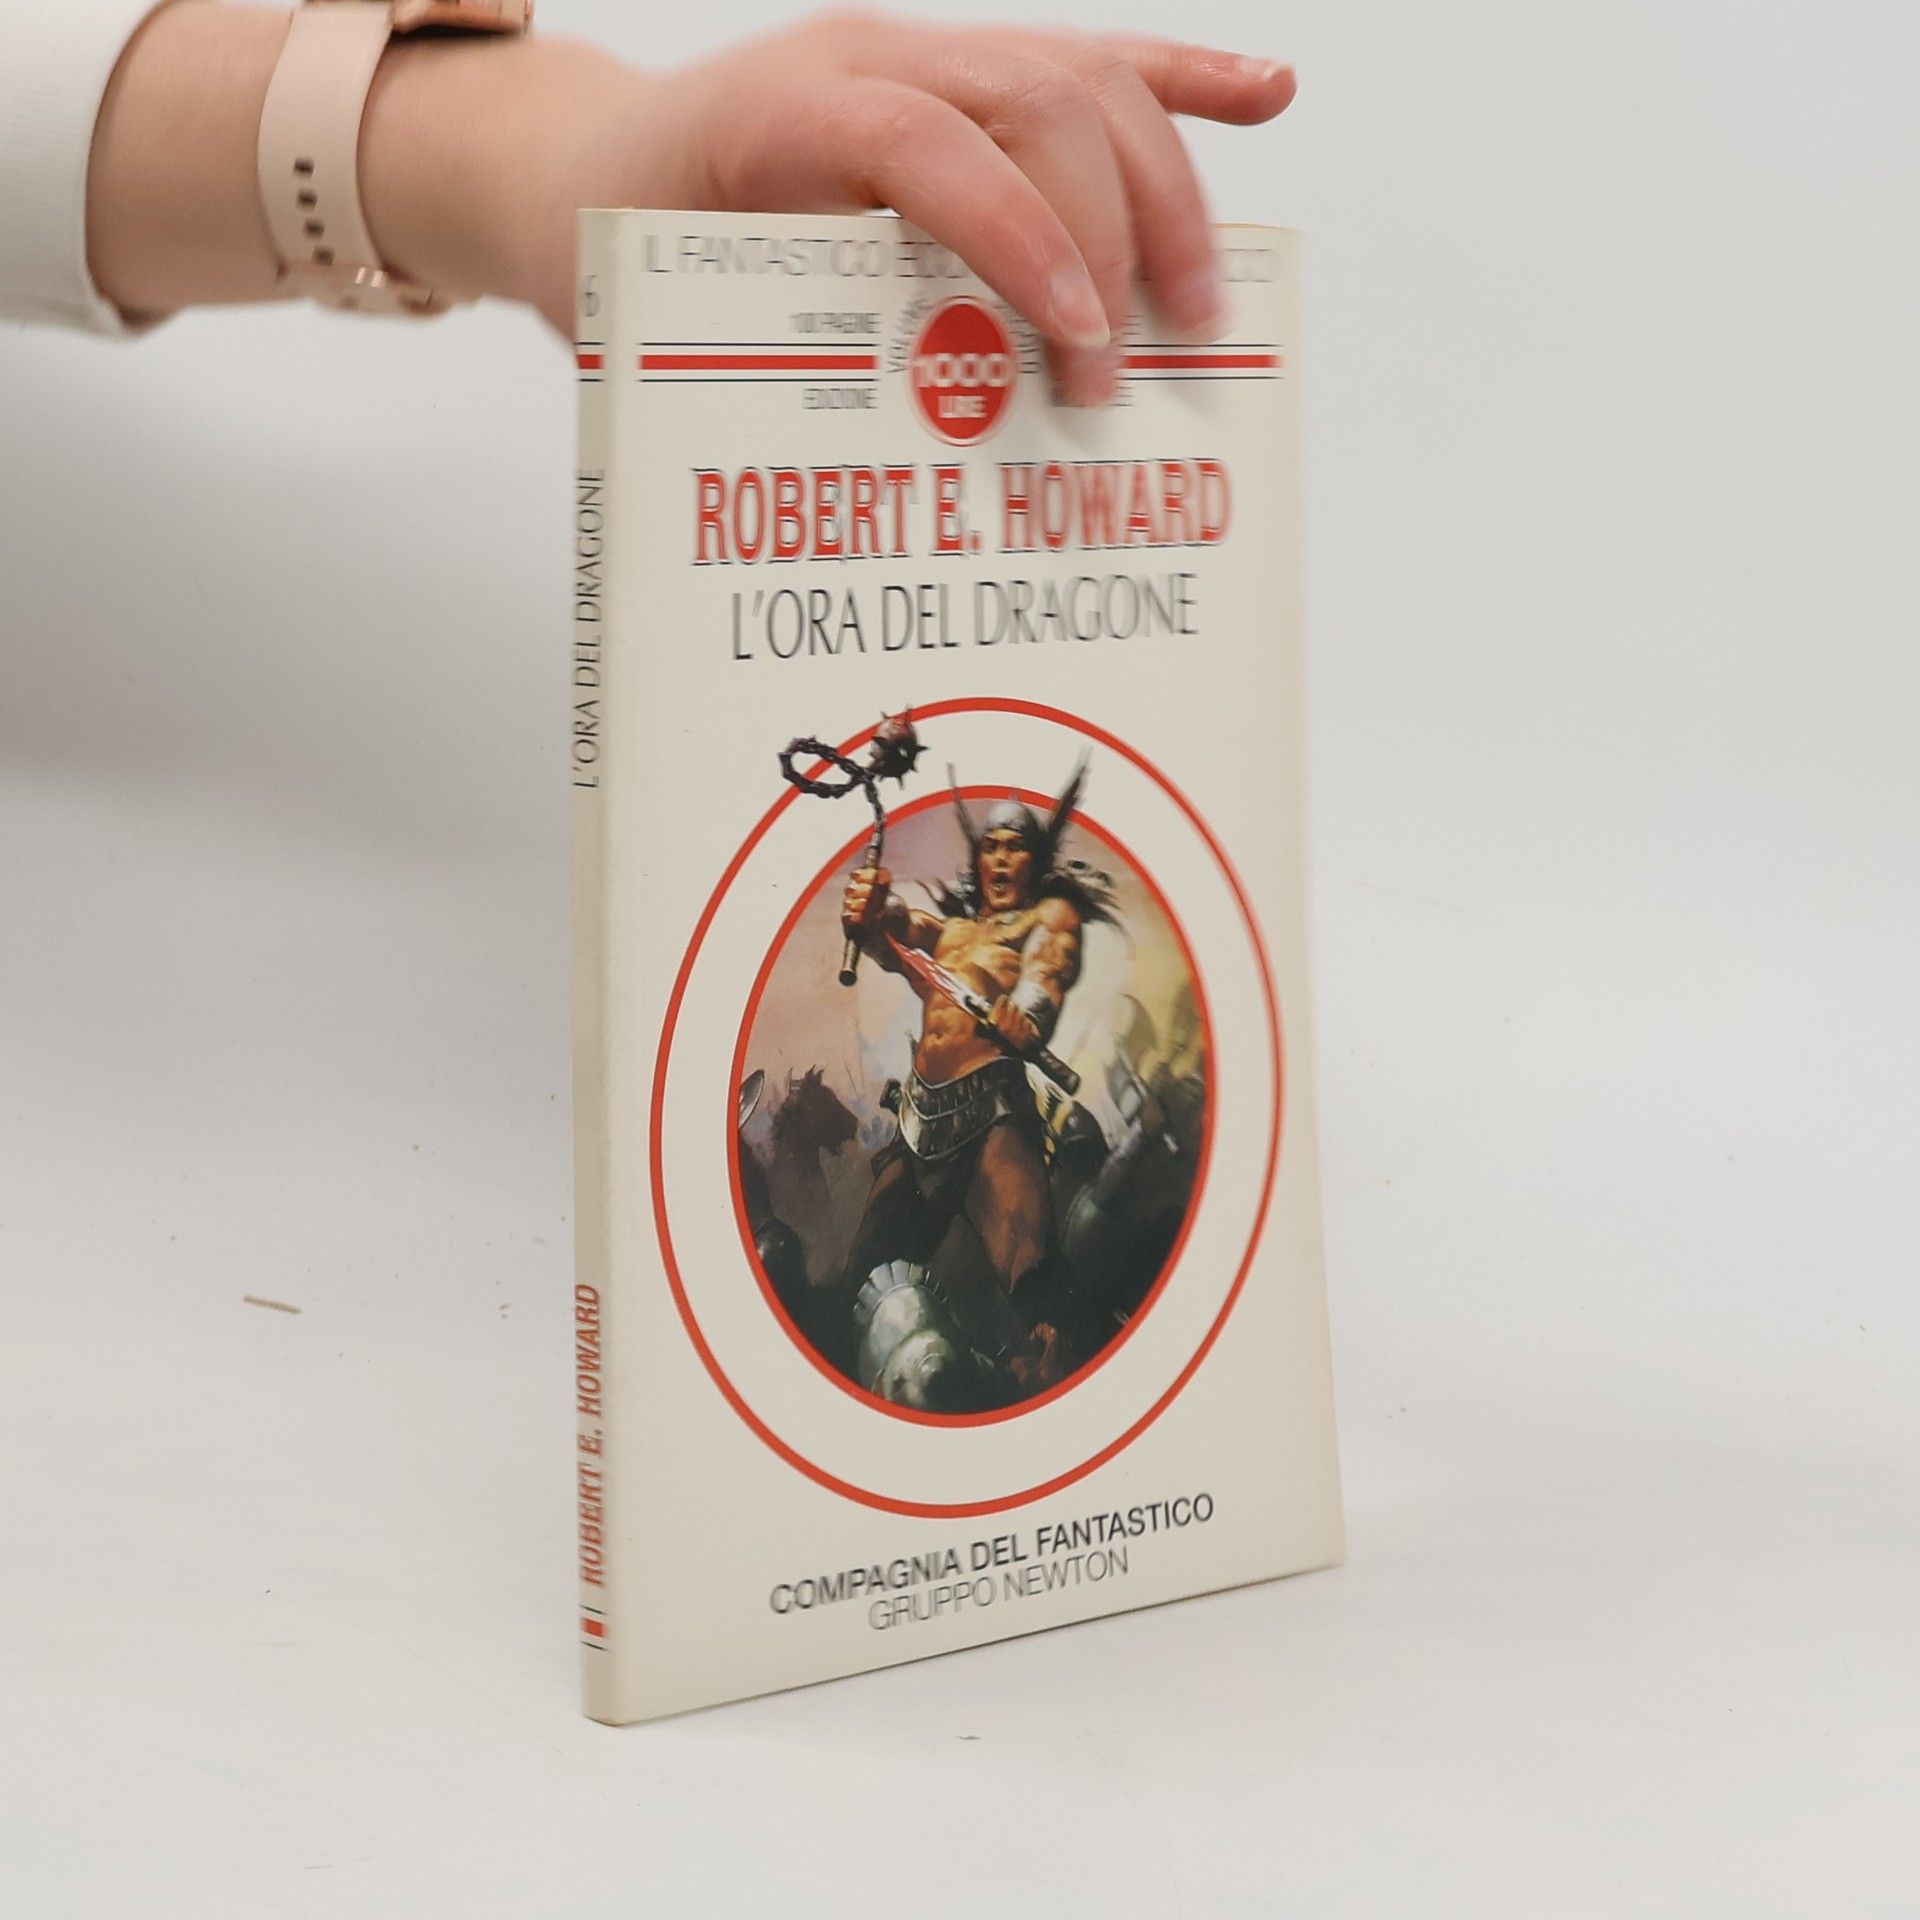 IL FANTASTICO
100 PAGINE
1000
EDIZIONE
LIRE
ROBERT E. HOWARD
L'ORA DEL DRAGONE
COMPAGNIA DEL FANTASTICO
GRUPPO NEWTON
6
L'ORA DEL DRAGONE
ROBERT E. HOWARD